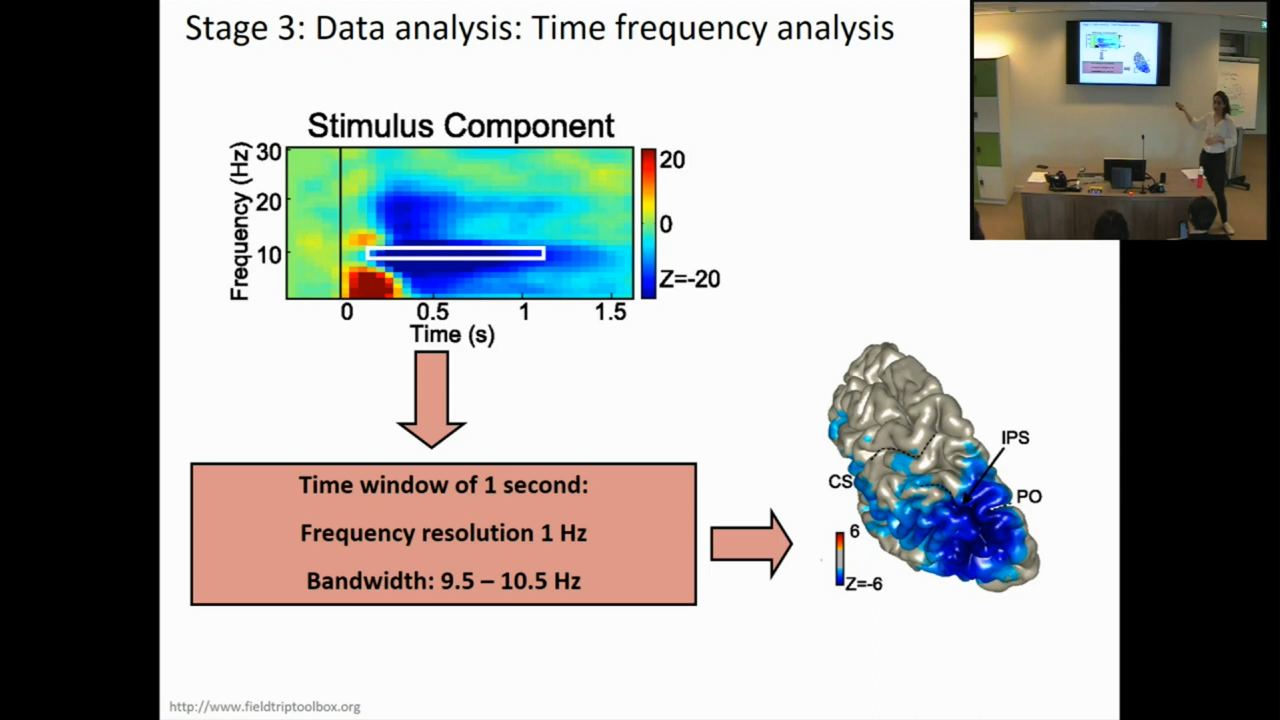 Stage 3: Data analysis: Time frequency analysis
Stimulus Component
Frequency (Hz)
30
20
10
0
0.5
1
1.5
Time (s)
20
0
Z=-20
Time window of 1 second:
Frequency resolution 1 Hz
Bandwidth: 9.5 – 10.5 Hz
IPS
CS
PO
6
Z=-6
http://www.fieldtriptoolbox.org